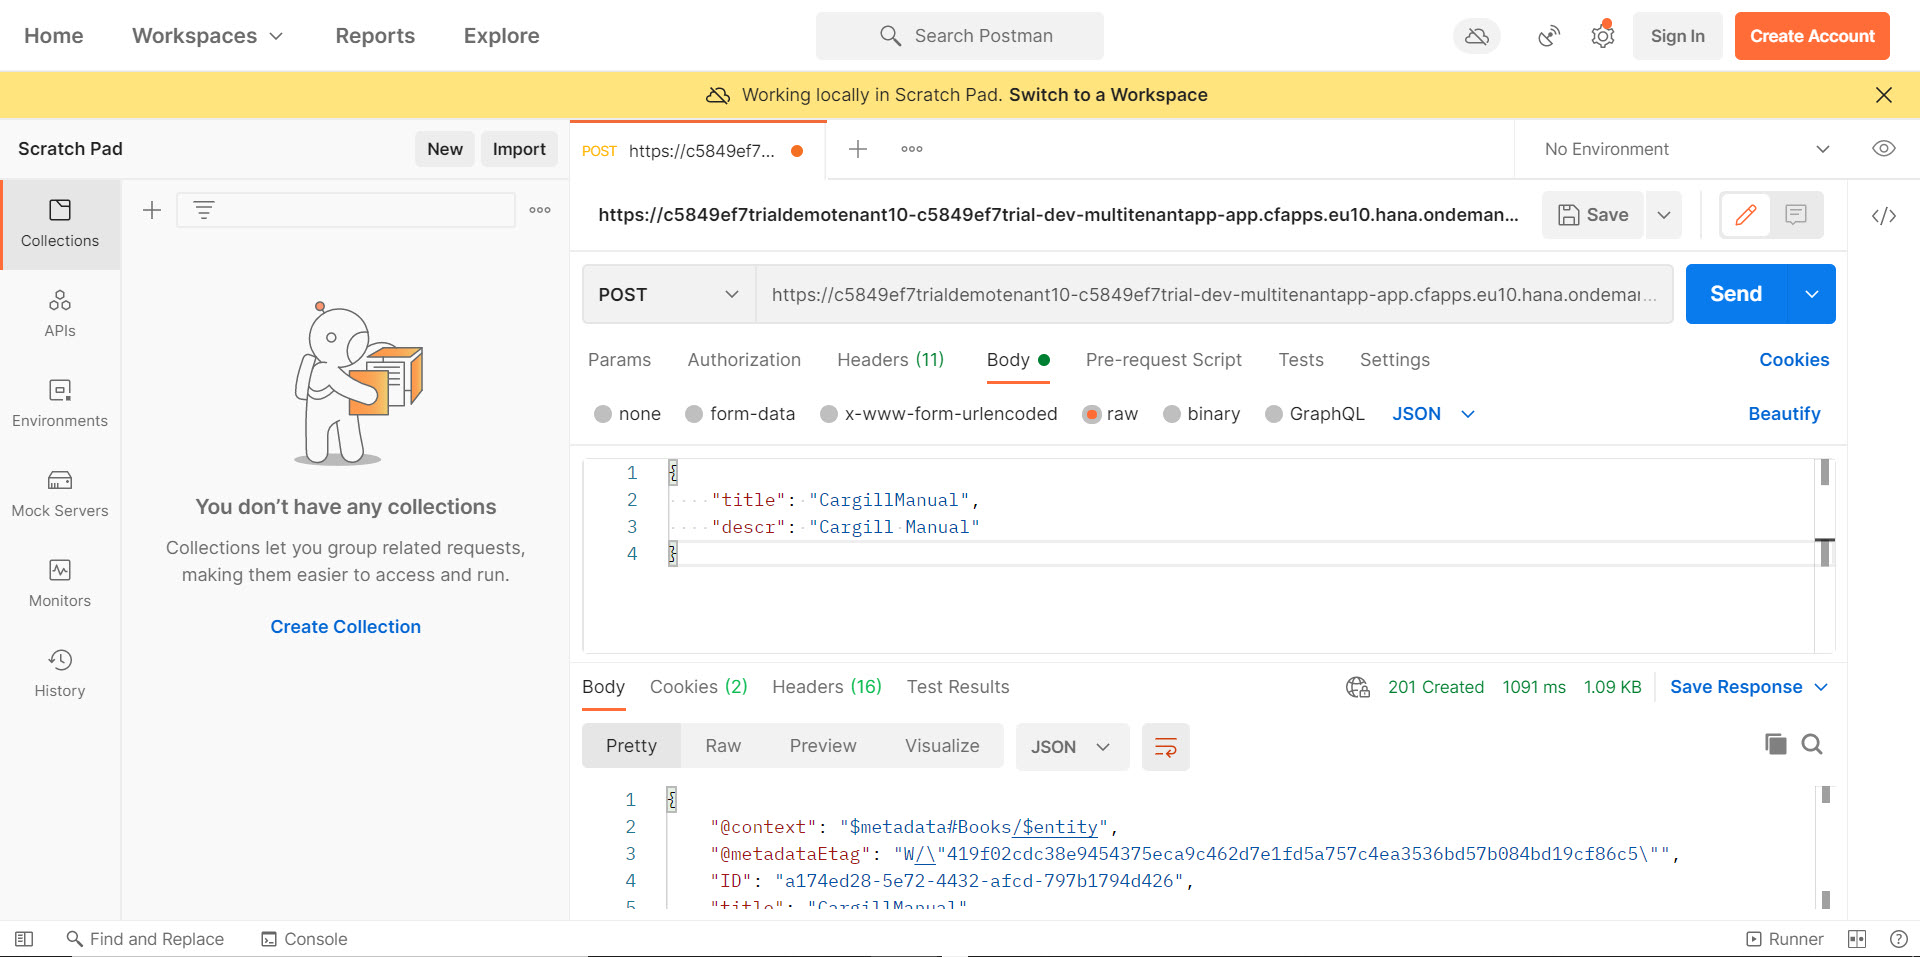 Home Workspaces Reports Explore Search Postman Sign In Create Account
Working locally in Scratch Pad. Switch to a Workspace
Scratch Pad New Import POST https://c5849ef7... No Environment
https://c5849ef7trialdemotenant10-c5849ef7trial-dev-multitenantapp-app.cfapps.eu10.hana.ondeman... Save
Collections
POST https://c5849ef7trialdemotenant10-c5849ef7trial-dev-multitenantapp-app.cfapps.eu10.hana.ondemar... Send
APIs
Params Authorization Headers (11) Body Pre-request Script Tests Settings Cookies
Environments
none form-data x-www-form-urlencoded raw binary GraphQL JSON Beautify
1 {
2 "title": "CargillManual",
3 "descr": "Cargill Manual"
4 }
Mock Servers
You don't have any collections
Collections let you group related requests,
making them easier to access and run.
Create Collection
Monitors
History
Body Cookies (2) Headers (16) Test Results 201 Created 1091 ms 1.09 KB Save Response
Pretty Raw Preview Visualize JSON
1 {
2 "@context": "$metadata#Books/$entity",
3 "@metadataEtag": "W/\"419f02cdc38e9454375eca9c462d7e1fd5a757c4ea3536bd57b084bd19cf86c5\"",
4 "ID": "a174ed28-5e72-4432-afcd-797b1794d426",
5 "title": "CargillManual"
Find and Replace Console Runner